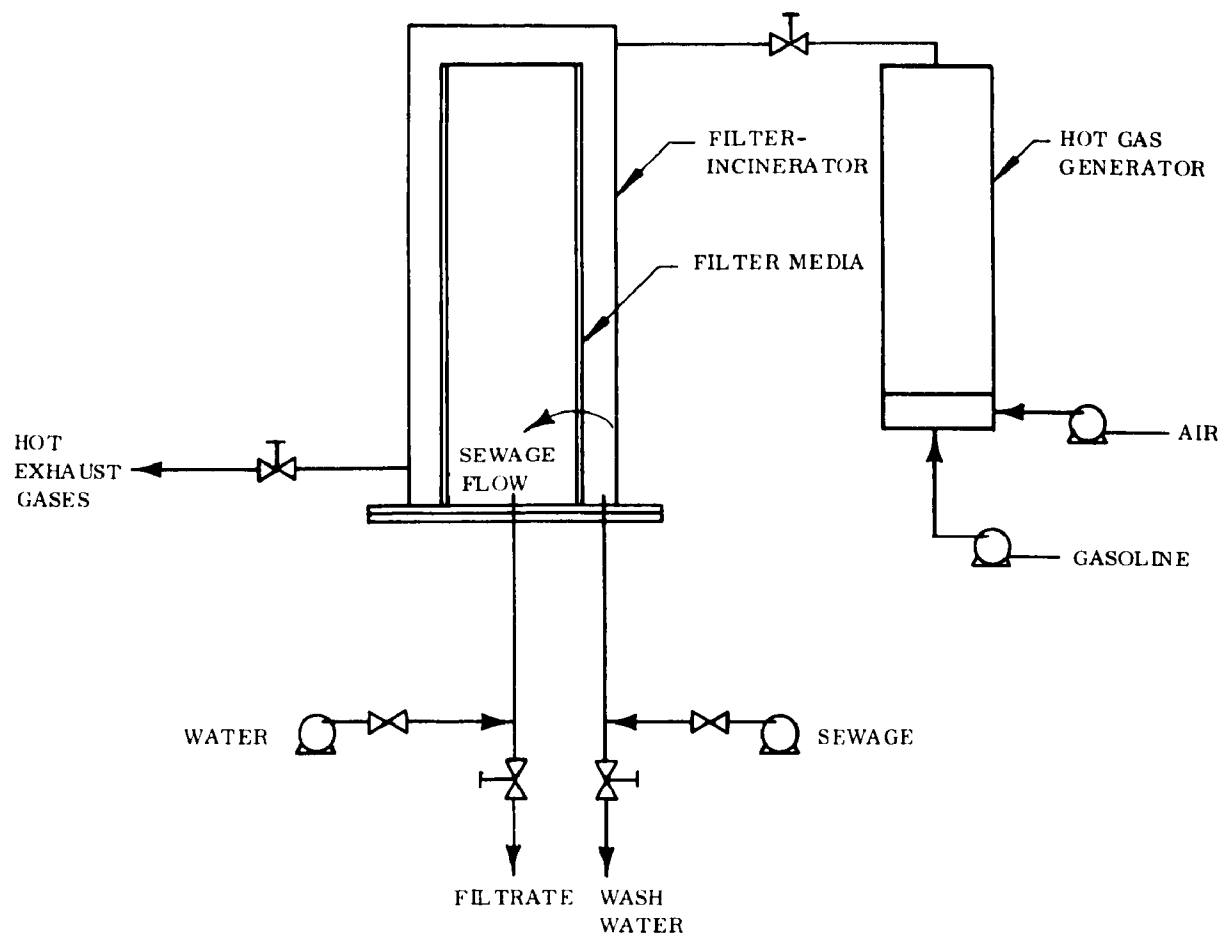 FILTER-
INCINERATOR
HOT GAS
GENERATOR
FILTER MEDIA
HOT
EXHAUST
GASES
SEWAGE
FLOW
AIR
GASOLINE
WATER
SEWAGE
FILTRATE
WASH
WATER